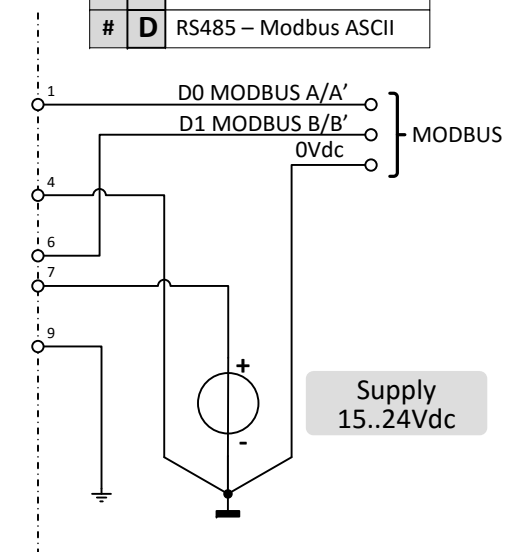 # D RS485 – Modbus ASCII
1 D0 MODBUS A/A’
D1 MODBUS B/B’
MODBUS
0Vdc
4
6
7
9
+
Supply
15..24Vdc
-